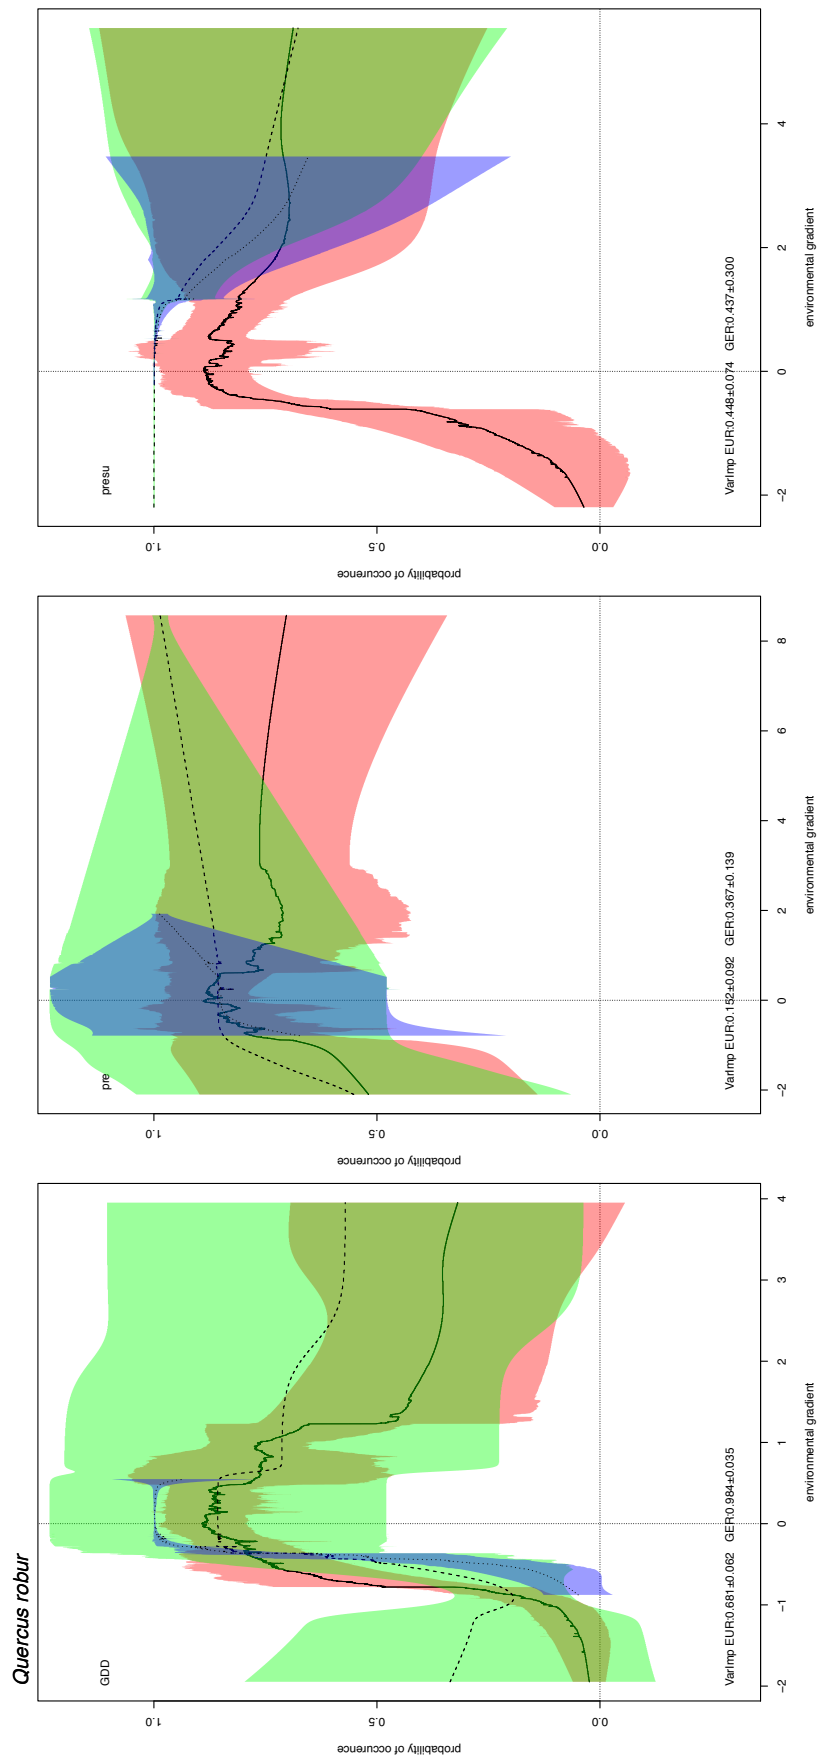 Quercus robur
GDD
VarImp EUR:0.681±0.062 GER:0.984±0.035
probability of occurence
0.0
0.5
1.0
-2
-1
0
1
2
3
4
environmental gradient
pre
VarImp EUR:0.152±0.092 GER:0.367±0.139
probability of occurence
0.0
0.5
1.0
-2
0
2
4
6
8
environmental gradient
presu
VarImp EUR:0.448±0.074 GER:0.437±0.300
probability of occurence
0.0
0.5
1.0
-2
0
2
4
environmental gradient